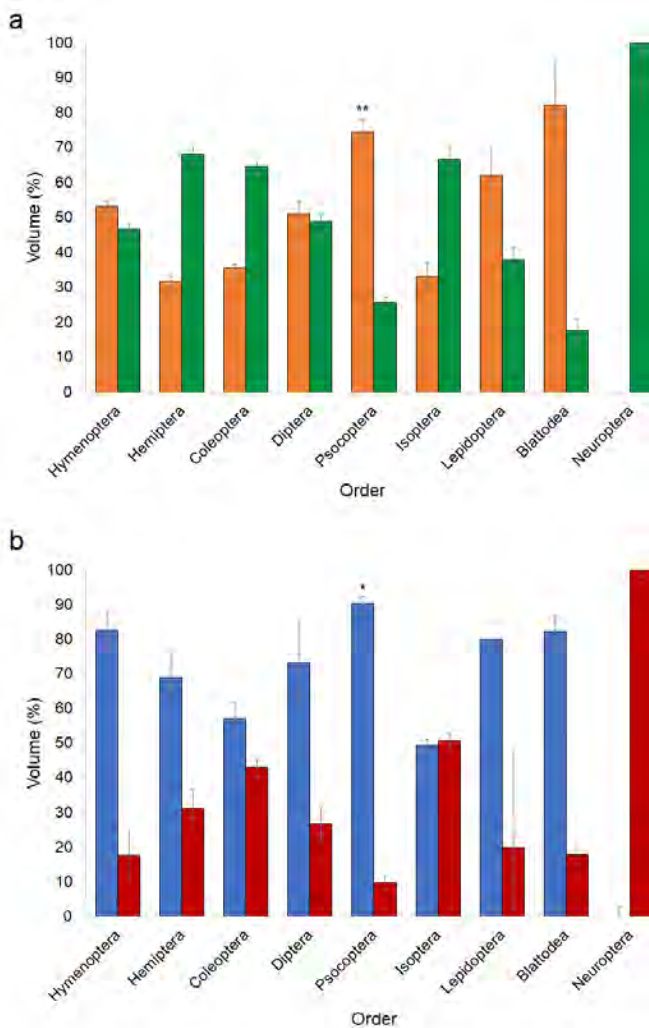 a
100
90
80
70
60
50
40
30
20
10
0
Volume (%)
**
Hymenoptera
Hemiptera
Coleoptera
Diptera
Psocoptera
Isoptera
Lepidoptera
Blattodea
Neuroptera
Order
b
100
90
80
70
60
50
40
30
20
10
0
Volume (%)
*
Hymenoptera
Hemiptera
Coleoptera
Diptera
Psocoptera
Isoptera
Lepidoptera
Blattodea
Neuroptera
Order